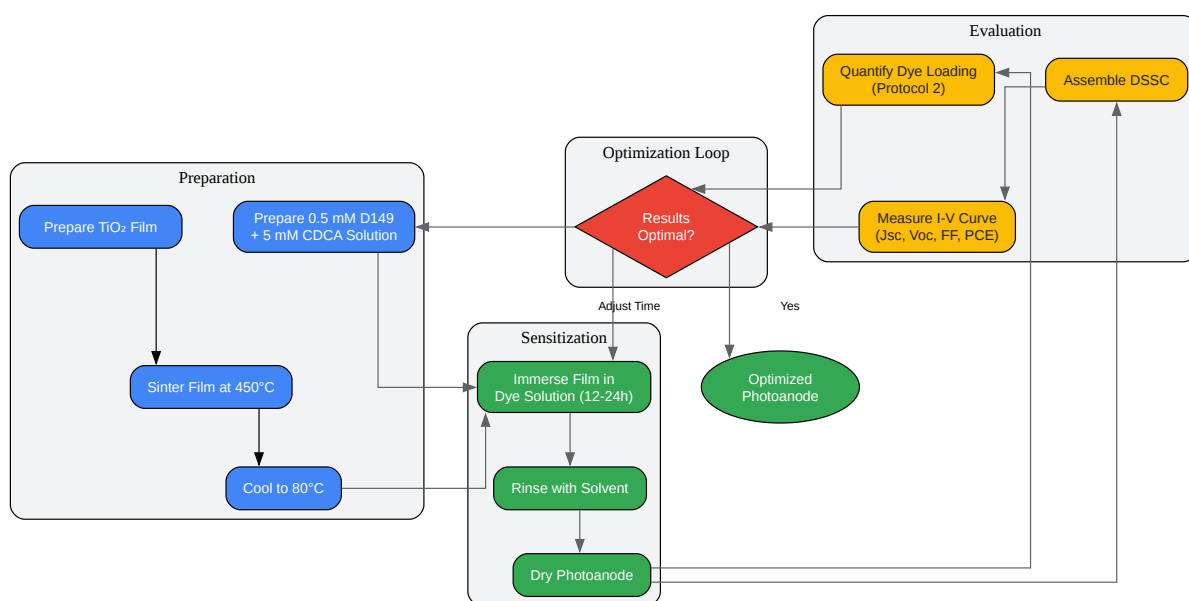 Evaluation
Quantify Dye Loading
(Protocol 2)
Assemble DSSC
Measure I-V Curve
(Jsc, Voc, FF, PCE)
Optimization Loop
Results
Optimal?
Preparation
Prepare TiO₂ Film
Prepare 0.5 mM D149
+ 5 mM CDCA Solution
Sinter Film at 450°C
Cool to 80°C
Adjust Time
Yes
Sensitization
Immerse Film in
Dye Solution (12-24h)
Optimized
Photoanode
Rinse with Solvent
Dry Photoanode